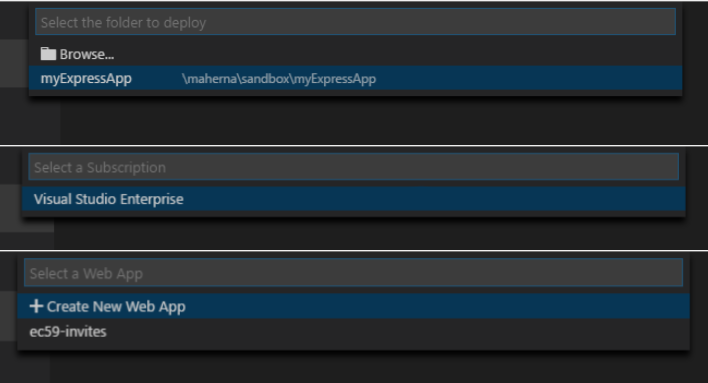 Select the folder to deploy
Browse...
myExpressApp \maherna\sandbox\myExpressApp
Select a Subscription
Visual Studio Enterprise
Select a Web App
+ Create New Web App
ec59-invites